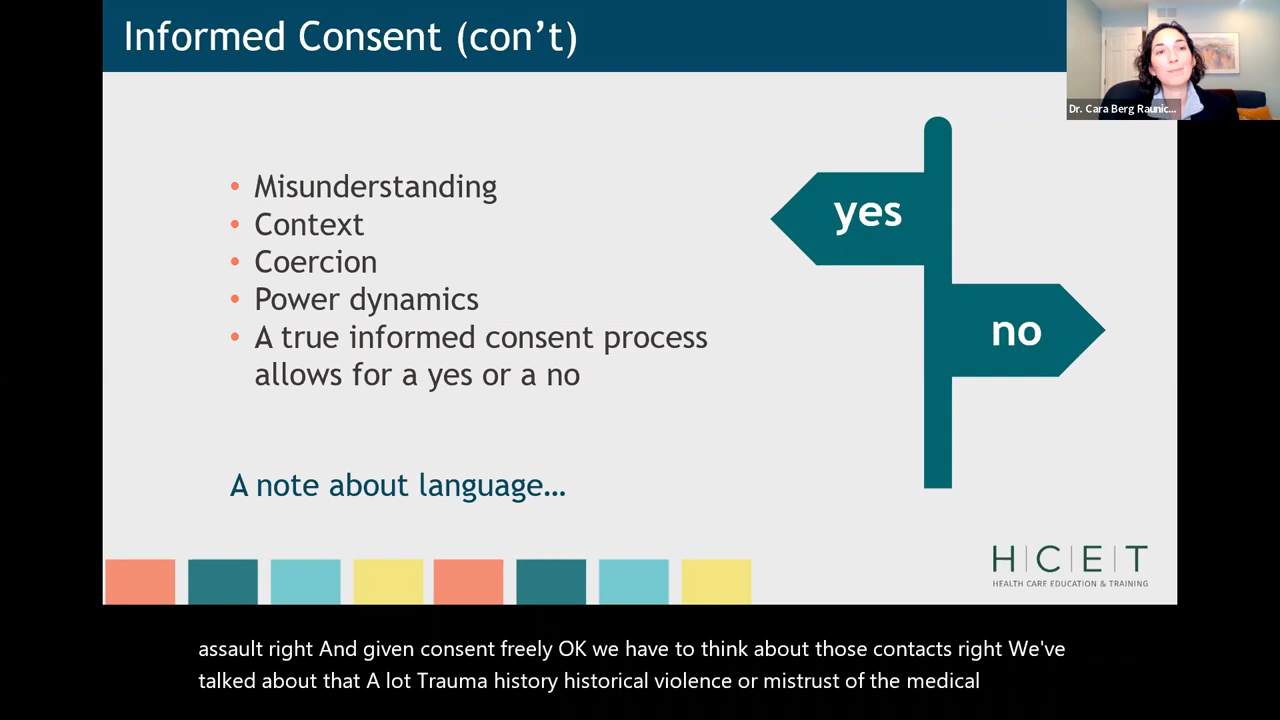 Informed Consent (con’t)
Dr. Cara Berg Raunic...
• Misunderstanding
• Context
• Coercion
• Power dynamics
• A true informed consent process
allows for a yes or a no
yes
no
A note about language…
H|C|E|T
HEALTH CARE EDUCATION & TRAINING
assault right And given consent freely OK we have to think about those contacts right We've
talked about that A lot Trauma history historical violence or mistrust of the medical